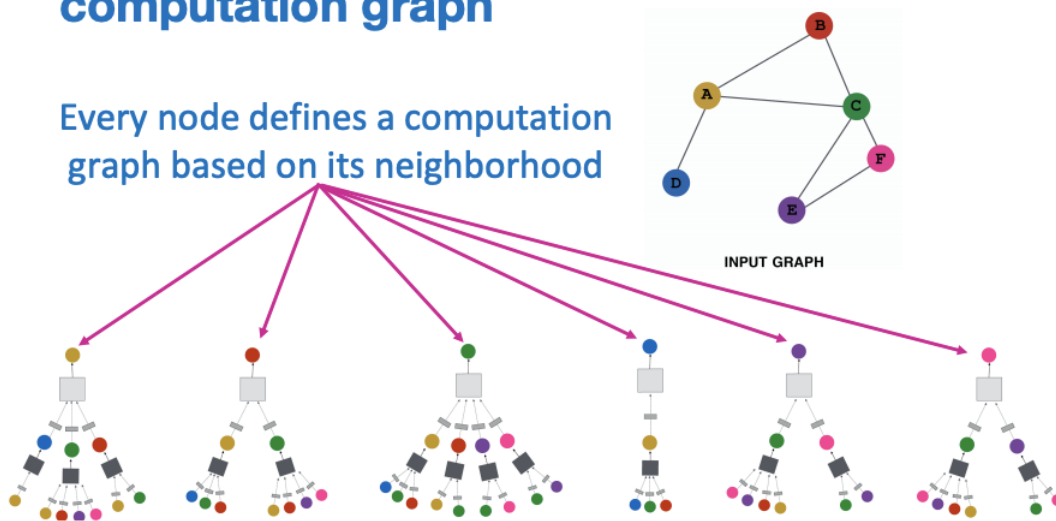 computation graph
Every node defines a computation
graph based on its neighborhood
B
A
C
F
D
E
INPUT GRAPH